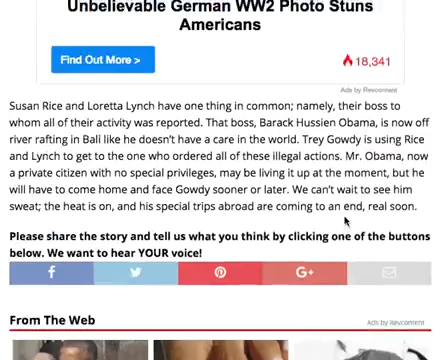 Unbelievable German WW2 Photo Stuns
Americans
Find Out More >
18,341
Ads by Revcontent
Susan Rice and Loretta Lynch have one thing in common; namely, their boss to
whom all of their activity was reported. That boss, Barack Hussien Obama, is now off
river rafting in Bali like he doesn’t have a care in the world. Trey Gowdy is using Rice
and Lynch to get to the one who ordered all of these illegal actions. Mr. Obama, now
a private citizen with no special privileges, may be living it up at the moment, but he
will have to come home and face Gowdy sooner or later. We can’t wait to see him
sweat; the heat is on, and his special trips abroad are coming to an end, real soon.
Please share the story and tell us what you think by clicking one of the buttons
below. We want to hear YOUR voice!
From The Web
Ads by Revcontent